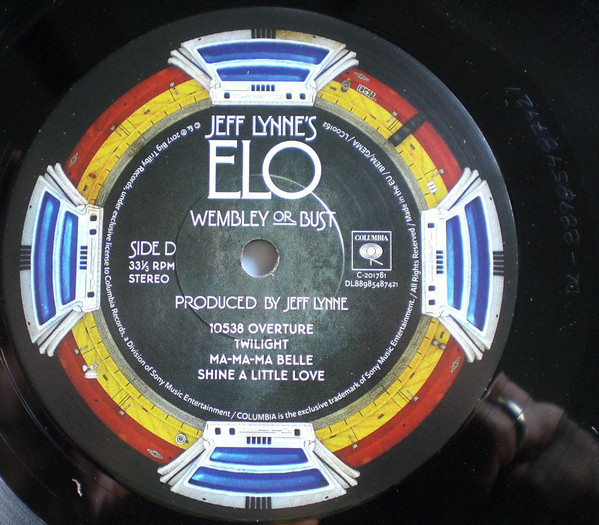 JEFF LYNNE'S
ELO
WEMBLEY OR BUST
SIDE D
33⅓ RPM
STEREO
COLUMBIA
C-201781
DL88985487421
PRODUCED BY JEFF LYNNE
10538 OVERTURE
TWILIGHT
MA-MA-MA BELLE
SHINE A LITTLE LOVE
℗ & © 2017 Big Trilby Records, under exclusive license to Columbia Records, a Division of Sony Music Entertainment / COLUMBIA is the exclusive trademark of Sony Music Entertainment. / All Rights Reserved / Made in the EU / BIEM/GEMA / LC00162